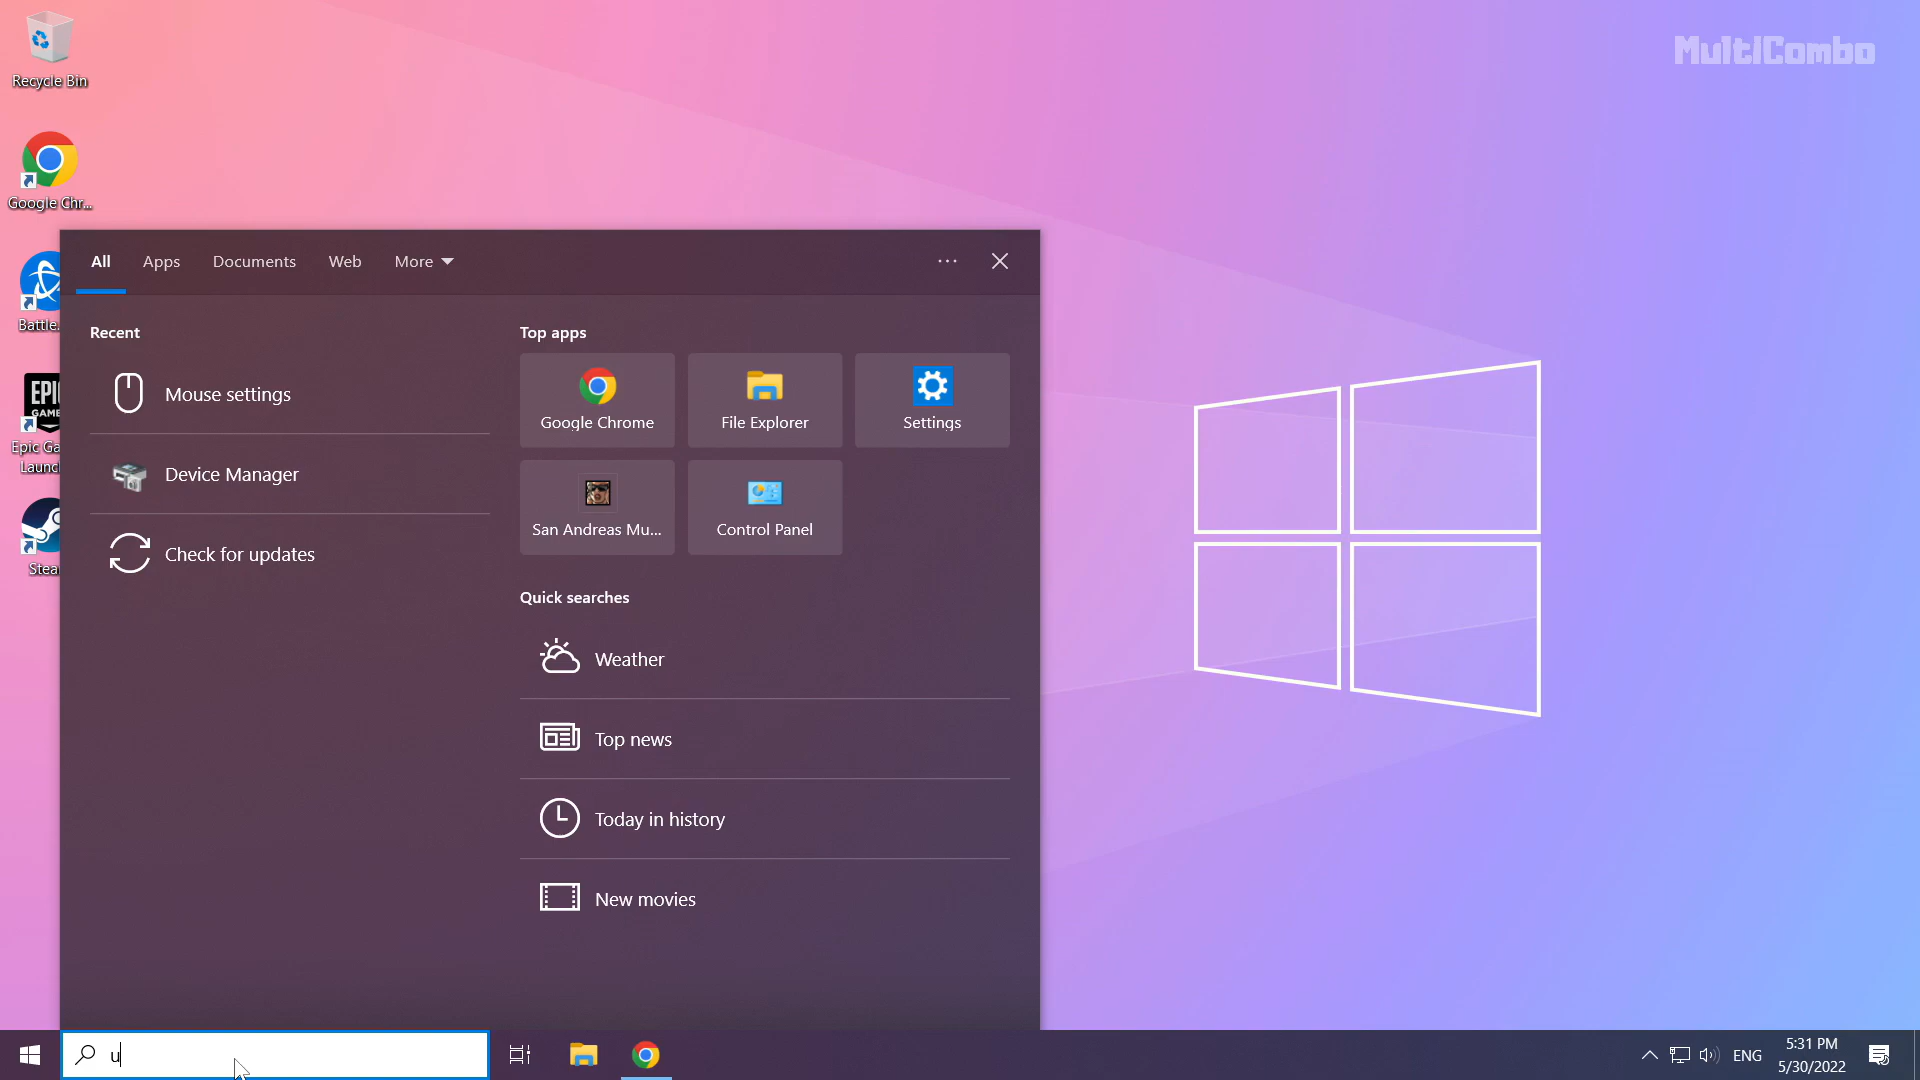 MultiCombo
Recycle Bin
Google Chr...
Battle.
EPIC
GAME
Epic Ga
Launc
Stea
All
Apps
Documents
Web
More
Recent
Mouse settings
Device Manager
Check for updates
Top apps
Google Chrome
File Explorer
Settings
San Andreas Mu...
Control Panel
Quick searches
Weather
Top news
Today in history
New movies
u
ENG
5:31 PM
5/30/2022